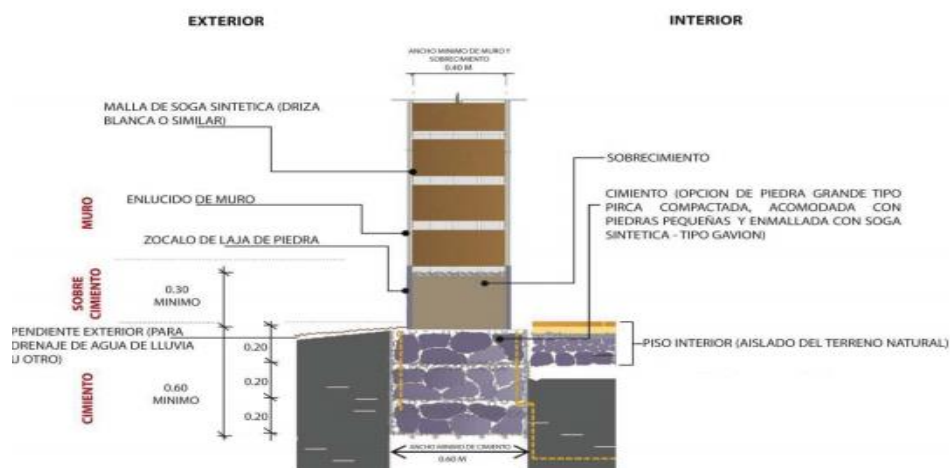 EXTERIOR
INTERIOR
ANCHO MINIMO DE MURO Y
SOBRECIMIENTO
0.40 M
MALLA DE SOGA SINTETICA (DRIZA
BLANCA O SIMILAR)
SOBRECIMIENTO
CIMIENTO (OPCION DE PIEDRA GRANDE TIPO
PIRCA COMPACTADA, ACOMODADA CON
PIEDRAS PEQUEÑAS Y ENMALLADA CON SOGA
SINTETICA - TIPO GAVION)
MURO
ENLUCIDO DE MURO
ZOCALO DE LAJA DE PIEDRA
SOBRE
CIMIENTO
0.30
MINIMO
PENDIENTE EXTERIOR (PARA
DRENAJE DE AGUA DE LLUVIA
U OTRO)
0.20
PISO INTERIOR (AISLADO DEL TERRENO NATURAL)
CIMIENTO
0.60
MINIMO
0.20
0.20
ANCHO MINIMO DE CIMIENTO
0.60 M